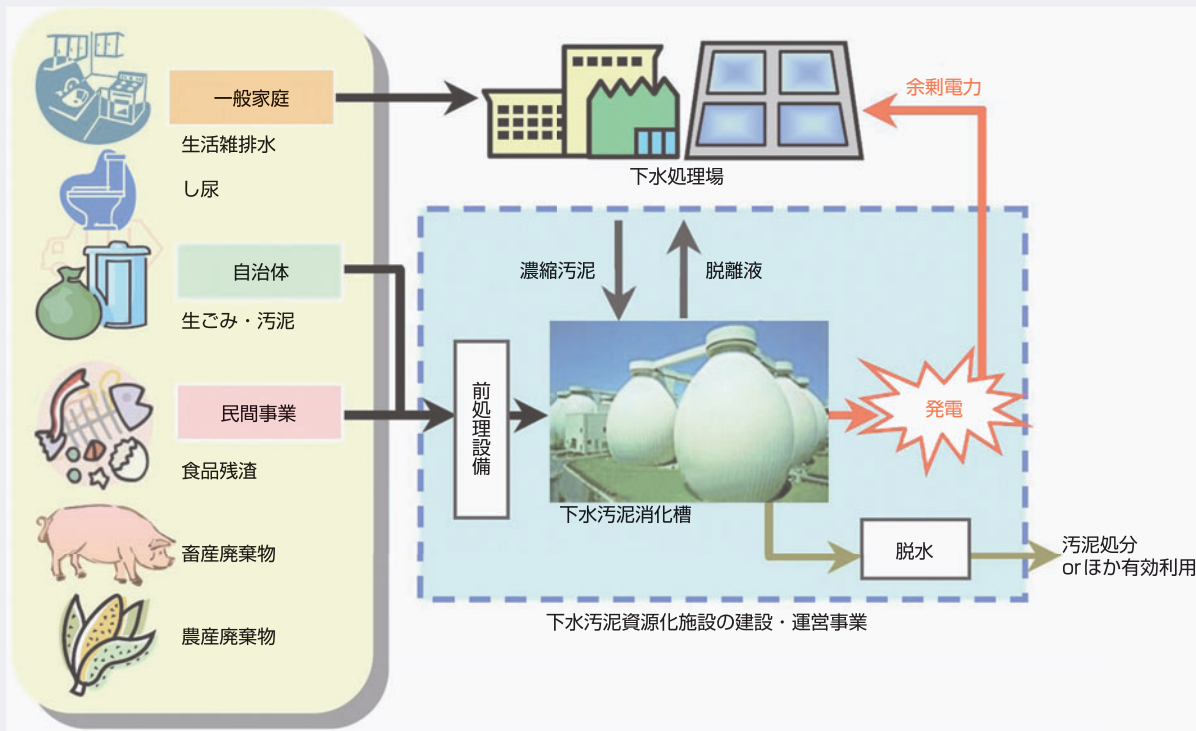 一般家庭
生活雑排水
し尿
自治体
生ごみ・汚泥
民間事業
食品残渣
畜産廃棄物
農産廃棄物
下水処理場
余剰電力
濃縮汚泥
脱離液
前処理設備
下水汚泥消化槽
発電
脱水
汚泥処分
orほか有効利用
下水汚泥資源化施設の建設・運営事業